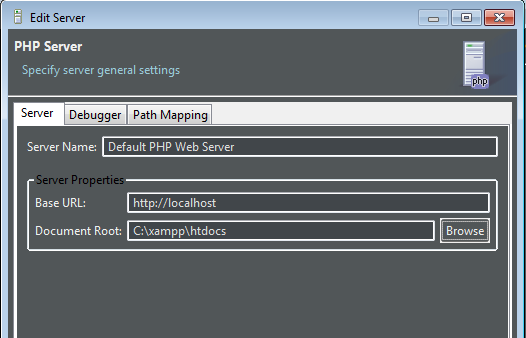 Edit Server
PHP Server
Specify server general settings
php
Server Debugger Path Mapping
Server Name: Default PHP Web Server
Server Properties
Base URL: http://localhost
Document Root: C:\xampp\htdocs Browse